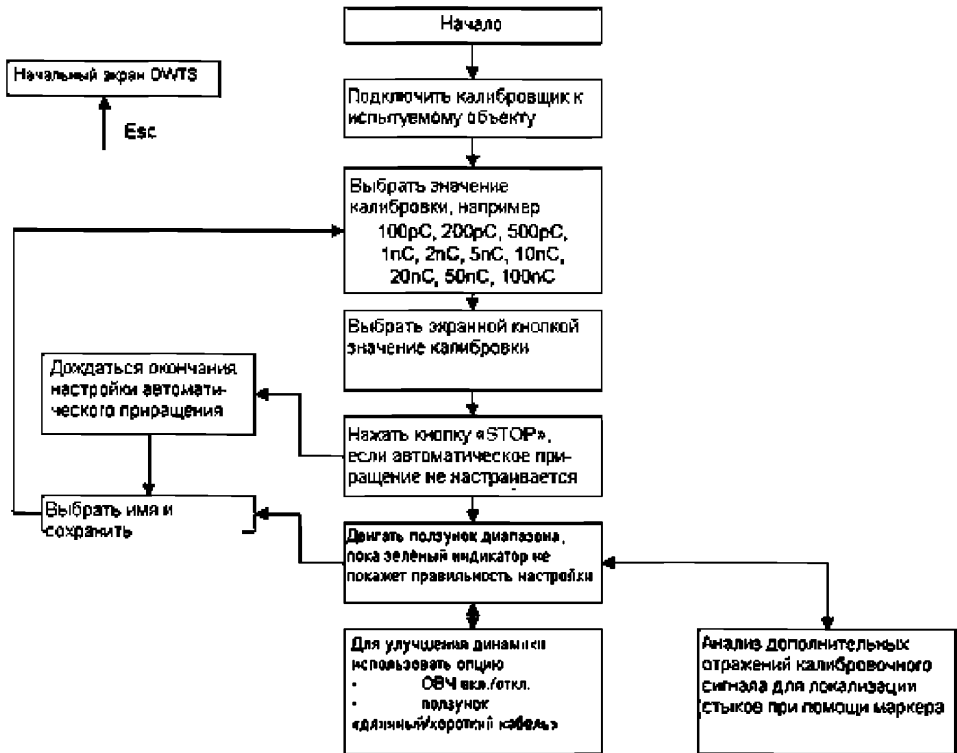 Начало
Начальный экран OWTS
Esc
Подключить калибровщик к
испытуемому объекту
Выбрать значение
калибровки, например
100pC, 200pC, 500pC,
1nC, 2nC, 5nC, 10nC,
20nC, 50nC, 100nC
Выбрать экранной кнопкой
значение калибровки
Дождаться окончания
настройки автомати-
ческого приращения
Нажать кнопку «STOP»,
если автоматическое при-
ращение не настраивается
Выбрать имя и
сохранить
Двигать ползунок диапазона,
пока зелёный индикатор не
покажет правильность настройки
Для улучшения динамики
использовать опцию
· ОВЧ вкл./откл.
· ползунок
«длинный/короткий кабель»
Анализ дополнительных
отражений калибровочного
сигнала для локализации
стыков при помощи маркера